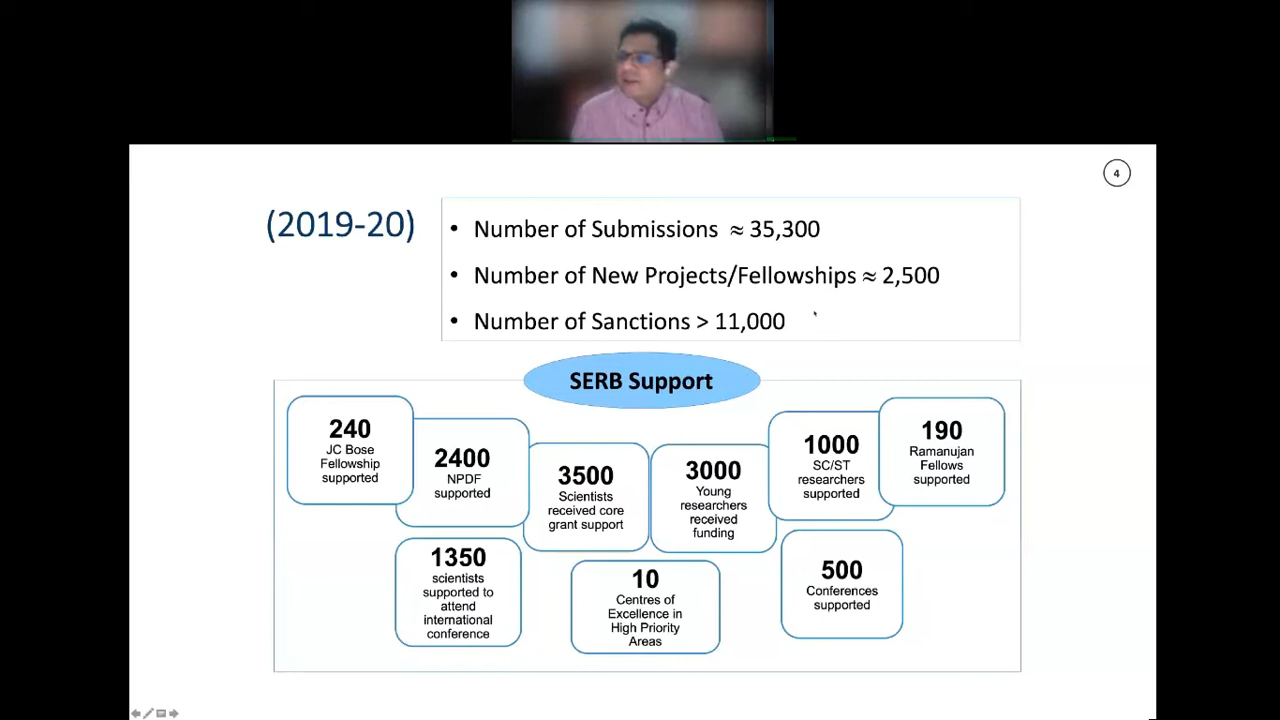 4
(2019-20)
• Number of Submissions ≈ 35,300
• Number of New Projects/Fellowships ≈ 2,500
• Number of Sanctions > 11,000
SERB Support
240
JC Bose
Fellowship
supported
2400
NPDF
supported
3500
Scientists
received core
grant support
3000
Young
researchers
received
funding
1000
SC/ST
researchers
supported
190
Ramanujan
Fellows
supported
1350
scientists
supported to
attend
international
conference
10
Centres of
Excellence in
High Priority
Areas
500
Conferences
supported